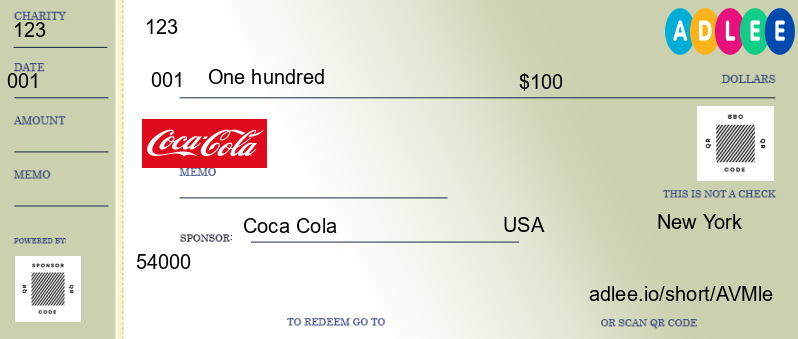 CHARITY
123
DATE
001
AMOUNT
MEMO
POWERED BY:
SPONSOR
QR
QR
CODE
123
ADLEE
001 One hundred $100 DOLLARS
Coca-Cola
MEMO
BBO
QR
QR
CODE
THIS IS NOT A CHECK
SPONSOR: Coca Cola USA New York
54000
adlee.io/short/AVMle
TO REDEEM GO TO OR SCAN QR CODE